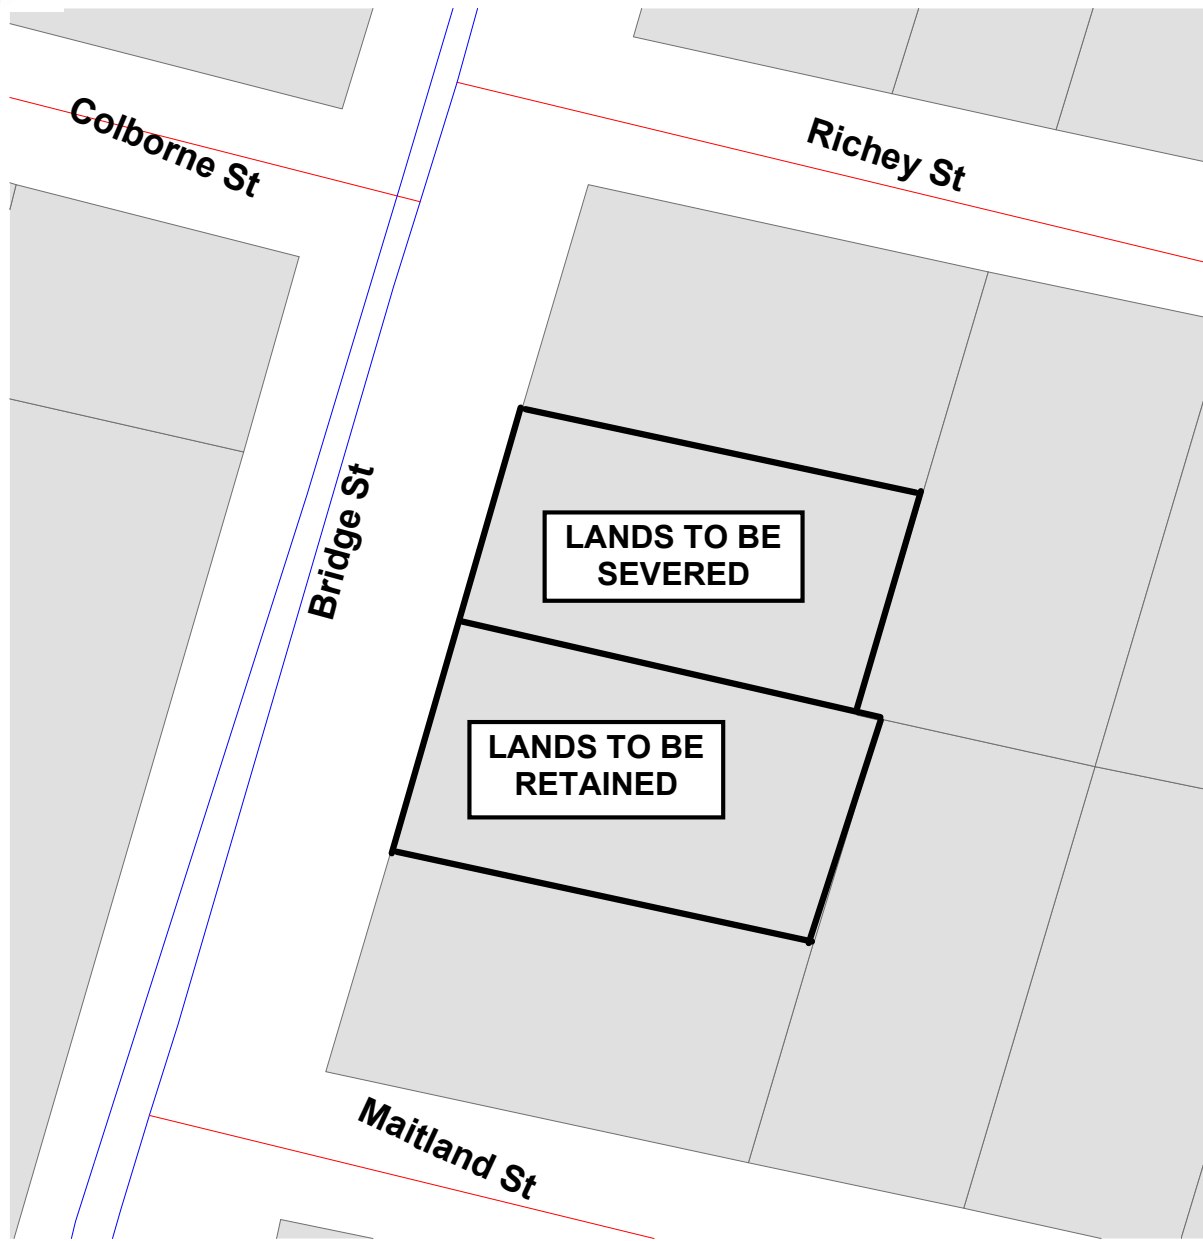 Colborne St
Richey St
Bridge St
LANDS TO BE
SEVERED
LANDS TO BE
RETAINED
Maitland St